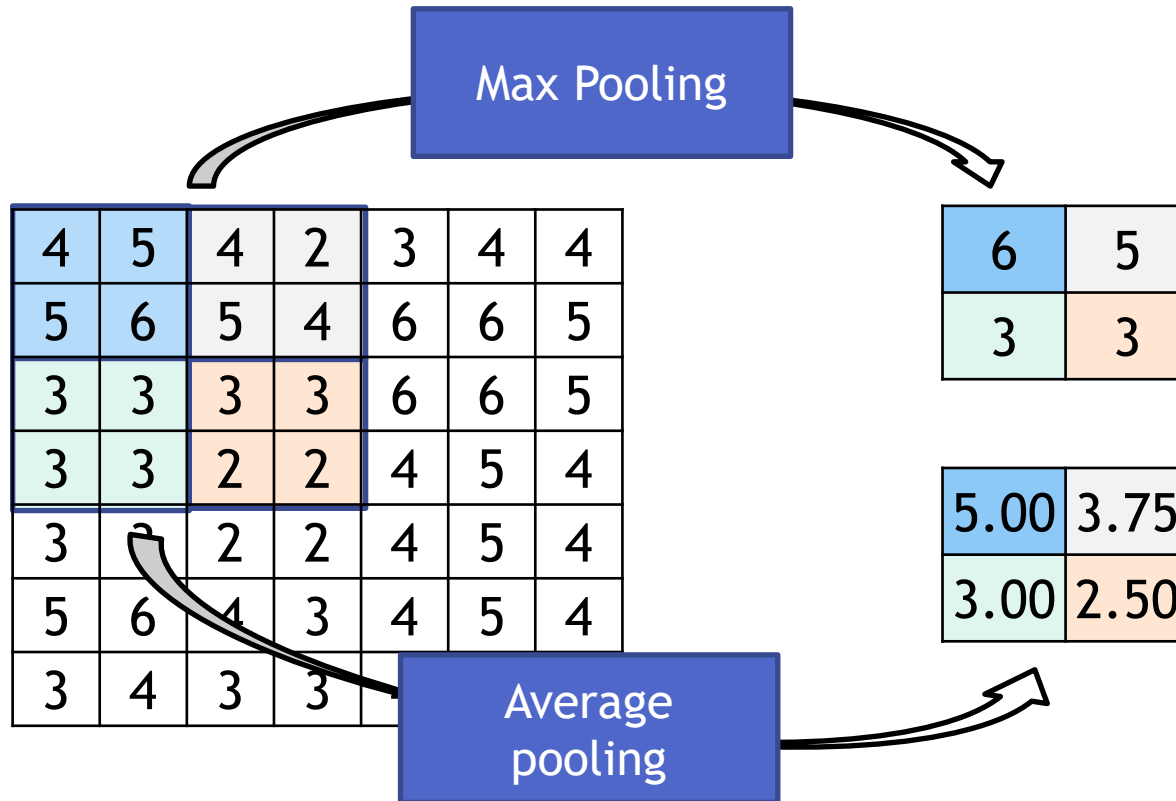 Max Pooling
4 5 4 2 3 4 4
5 6 5 4 6 6 5
3 3 3 3 6 6 5
3 3 2 2 4 5 4
3 2 2 4 5 4
5 6 4 3 4 5 4
3 4 3 3
6 5
3 3
5.00 3.75
3.00 2.50
Average
pooling